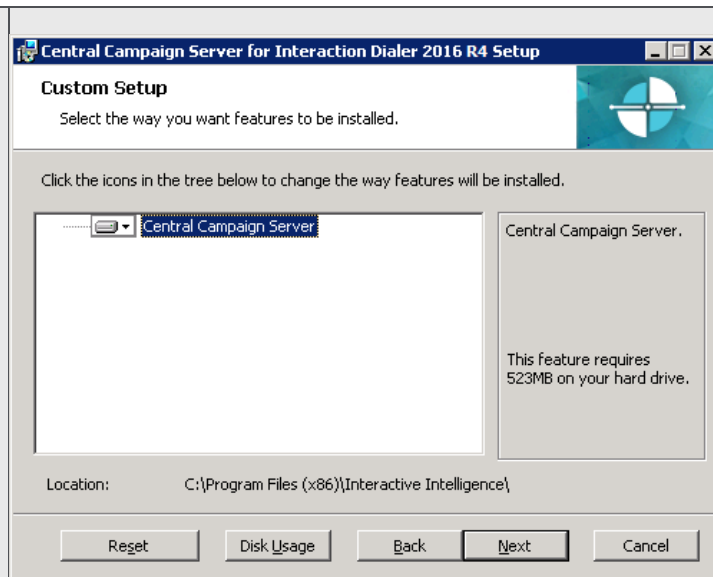 Central Campaign Server for Interaction Dialer 2016 R4 Setup
Custom Setup
Select the way you want features to be installed.
Click the icons in the tree below to change the way features will be installed.
Central Campaign Server
Central Campaign Server.
This feature requires
523MB on your hard drive.
Location: C:\Program Files (x86)\Interactive Intelligence\
Reset Disk Usage Back Next Cancel